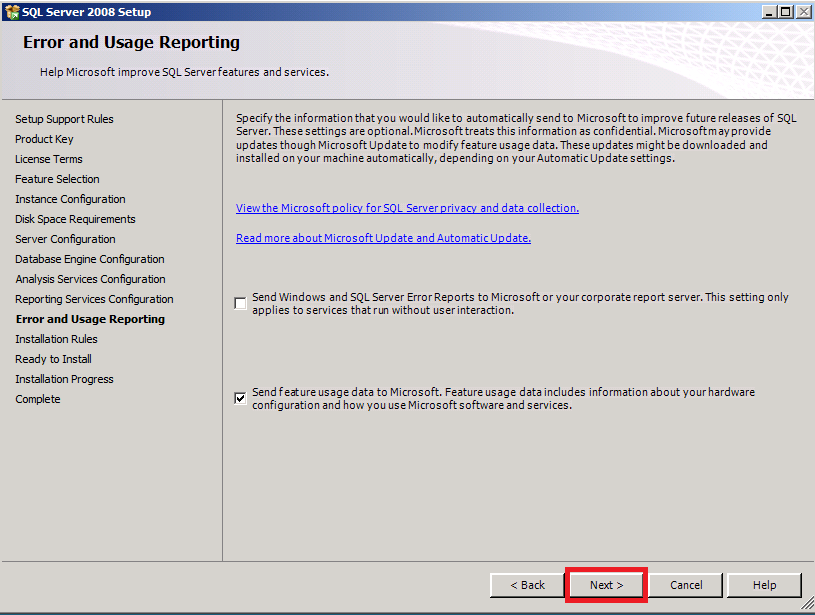 SQL Server 2008 Setup
Error and Usage Reporting
Help Microsoft improve SQL Server features and services.
Setup Support Rules
Product Key
License Terms
Feature Selection
Instance Configuration
Disk Space Requirements
Server Configuration
Database Engine Configuration
Analysis Services Configuration
Reporting Services Configuration
Error and Usage Reporting
Installation Rules
Ready to Install
Installation Progress
Complete
Specify the information that you would like to automatically send to Microsoft to improve future releases of SQL
Server. These settings are optional. Microsoft treats this information as confidential. Microsoft may provide
updates though Microsoft Update to modify feature usage data. These updates might be downloaded and
installed on your machine automatically, depending on your Automatic Update settings.
View the Microsoft policy for SQL Server privacy and data collection.
Read more about Microsoft Update and Automatic Update.
Send Windows and SQL Server Error Reports to Microsoft or your corporate report server. This setting only
applies to services that run without user interaction.
Send feature usage data to Microsoft. Feature usage data includes information about your hardware
configuration and how you use Microsoft software and services.
< Back
Next >
Cancel
Help